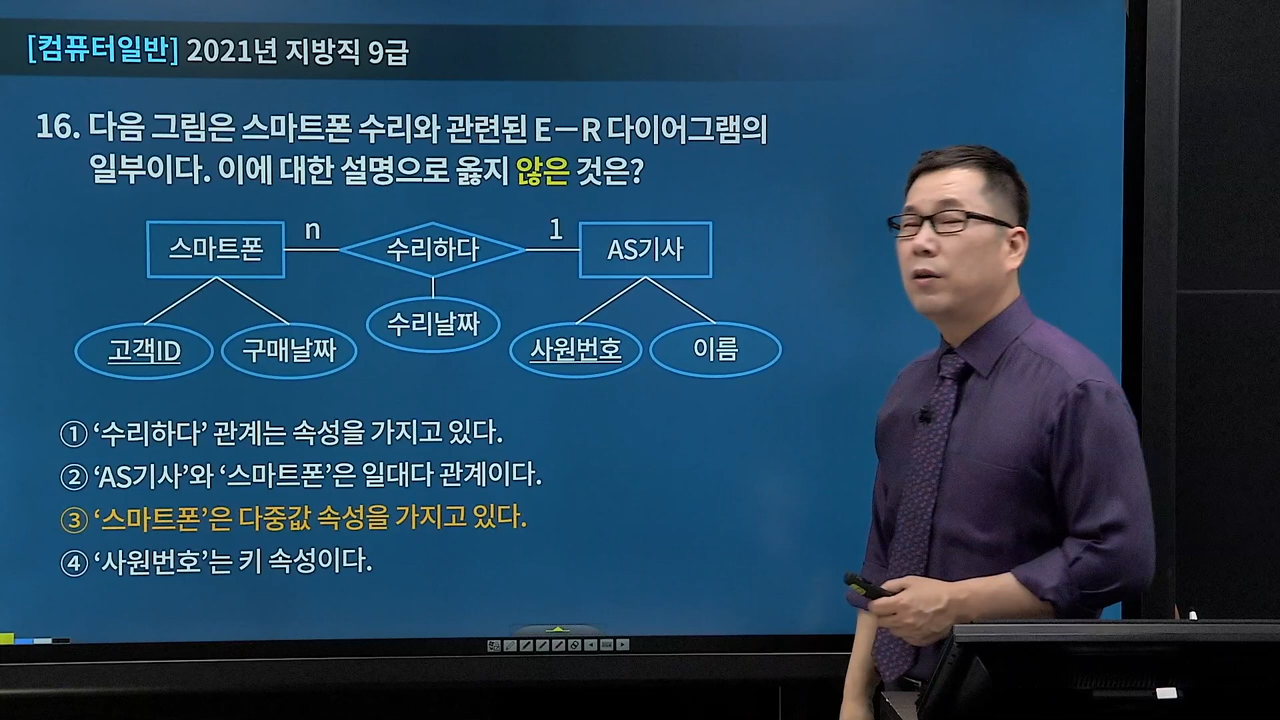 [컴퓨터일반] 2021년 지방직 9급
16. 다음 그림은 스마트폰 수리와 관련된 E－R 다이어그램의
일부이다. 이에 대한 설명으로 옳지 않은 것은?
스마트폰 n 수리하다 1 AS기사
고객ID 구매날짜 수리날짜 사원번호 이름
① ‘수리하다’ 관계는 속성을 가지고 있다.
② ‘AS기사’와 ‘스마트폰’은 일대다 관계이다.
③ ‘스마트폰’은 다중값 속성을 가지고 있다.
④ ‘사원번호’는 키 속성이다.